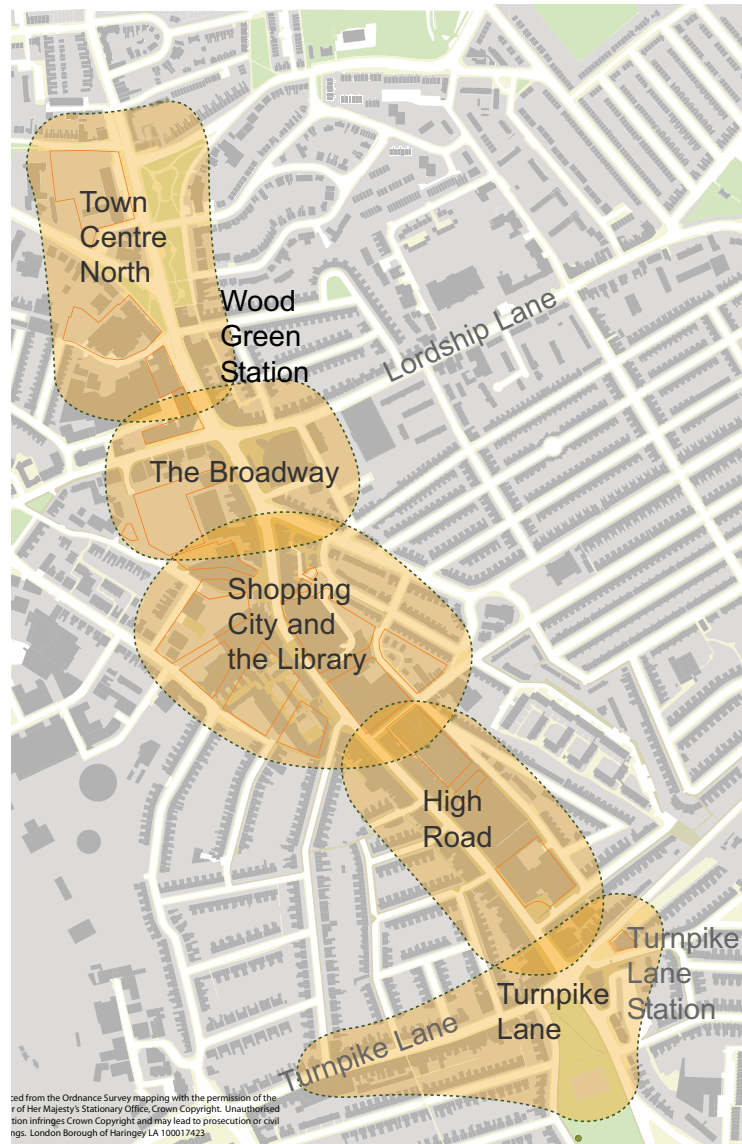 Town
Centre
North
Wood
Green
Station
Lordship Lane
The Broadway
Shopping
City and
the Library
High
Road
Turnpike
Lane
Station
Turnpike
Lane
Turnpike Lane
ced from the Ordnance Survey mapping with the permission of the
r of Her Majesty's Stationary Office, Crown Copyright. Unauthorised
tion infringes Crown Copyright and may lead to prosecution or civil
ngs. London Borough of Haringey LA 100017423